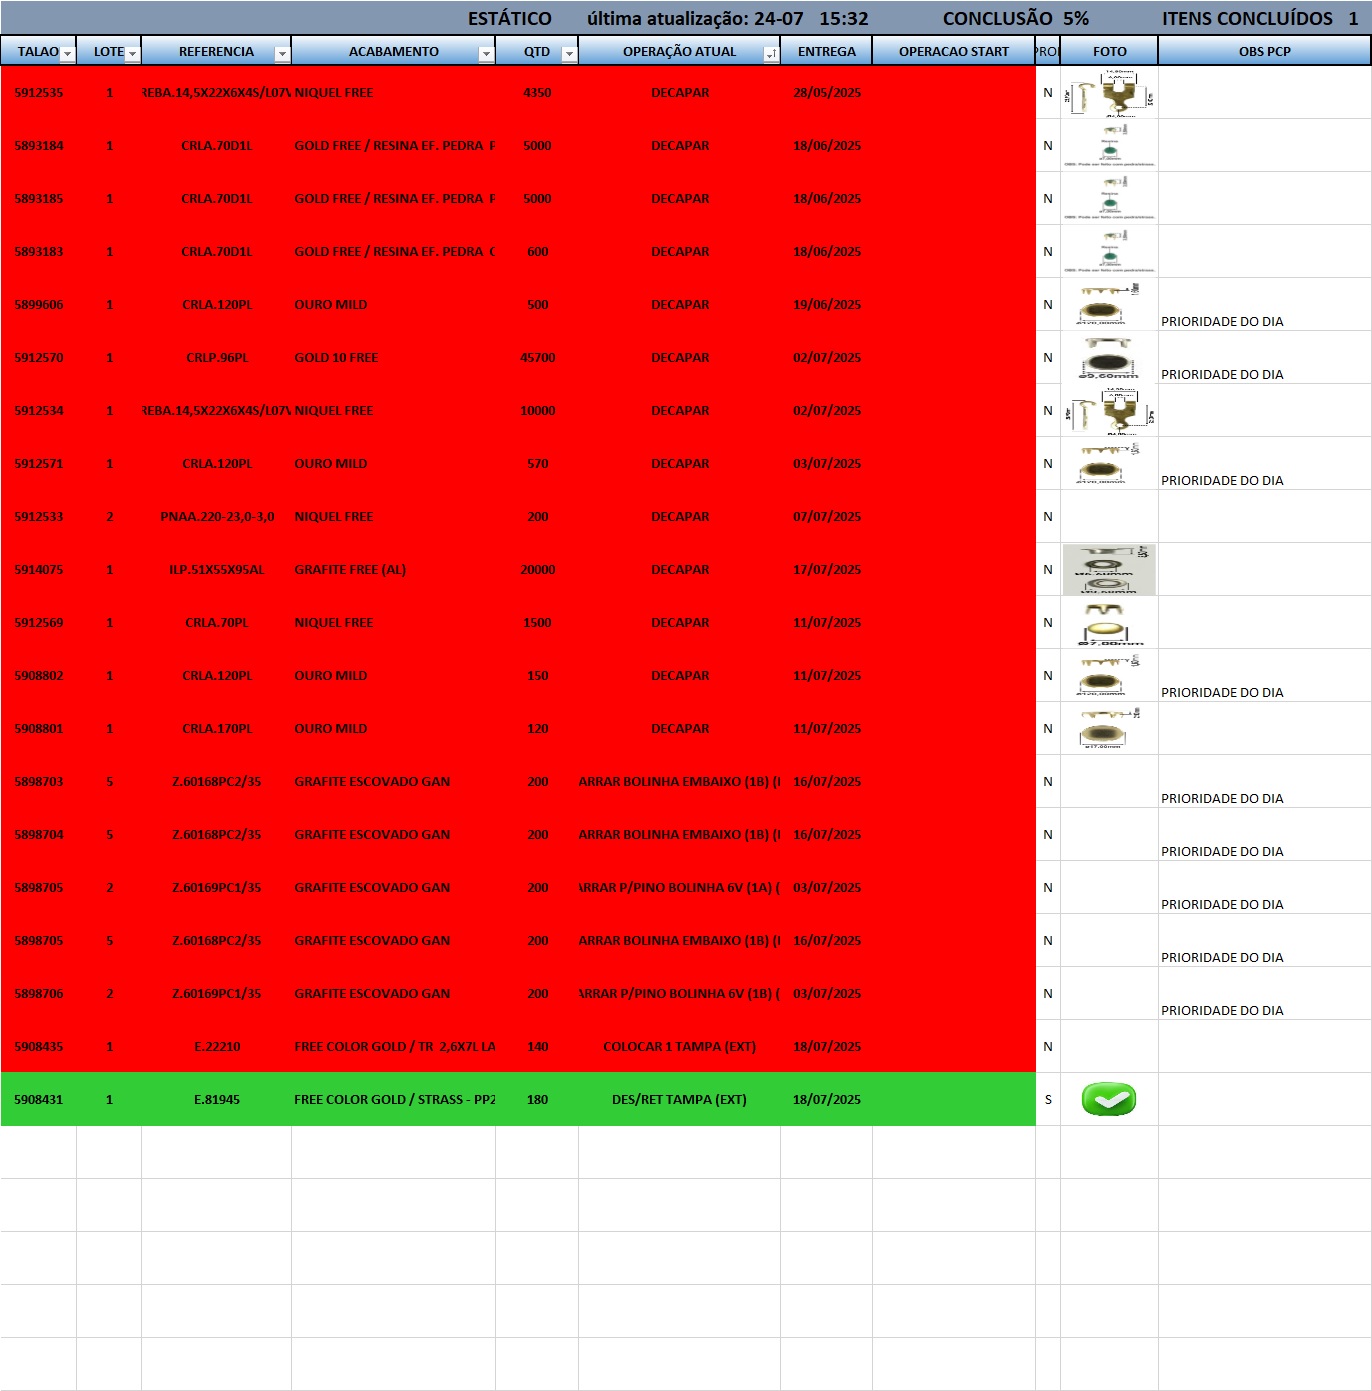 ESTÁTICO última atualização: 24-07 15:32 CONCLUSÃO 5% ITENS CONCLUÍDOS 1
TALAO LOTE REFERENCIA ACABAMENTO QTD OPERAÇÃO ATUAL ENTREGA OPERACAO START PRO FOTO OBS PCP
5912535 1 REBA.14,5X22X6X4S/L07 NIQUEL FREE 4350 DECAPAR 28/05/2025 N
5893184 1 CRLA.70D1L GOLD FREE / RESINA EF. PEDRA 5000 DECAPAR 18/06/2025 N
5893185 1 CRLA.70D1L GOLD FREE / RESINA EF. PEDRA 5000 DECAPAR 18/06/2025 N
5893183 1 CRLA.70D1L GOLD FREE / RESINA EF. PEDRA 600 DECAPAR 18/06/2025 N
5899606 1 CRLA.120PL OURO MILD 500 DECAPAR 19/06/2025 N PRIORIDADE DO DIA
5912570 1 CRLP.96PL GOLD 10 FREE 45700 DECAPAR 02/07/2025 N ø9,60mm PRIORIDADE DO DIA
5912534 1 REBA.14,5X22X6X4S/L07 NIQUEL FREE 10000 DECAPAR 02/07/2025 N
5912571 1 CRLA.120PL OURO MILD 570 DECAPAR 03/07/2025 N PRIORIDADE DO DIA
5912533 2 PNAA.220-23,0-3,0 NIQUEL FREE 200 DECAPAR 07/07/2025 N
5914075 1 ILP.51X55X95AL GRAFITE FREE (AL) 20000 DECAPAR 17/07/2025 N
5912569 1 CRLA.70PL NIQUEL FREE 1500 DECAPAR 11/07/2025 N Ø7,00mm
5908802 1 CRLA.120PL OURO MILD 150 DECAPAR 11/07/2025 N PRIORIDADE DO DIA
5908801 1 CRLA.170PL OURO MILD 120 DECAPAR 11/07/2025 N ø17,00mm
5898703 5 Z.60168PC2/35 GRAFITE ESCOVADO GAN 200 ARRAR BOLINHA EMBAIXO (1B) ( 16/07/2025 N PRIORIDADE DO DIA
5898704 5 Z.60168PC2/35 GRAFITE ESCOVADO GAN 200 ARRAR BOLINHA EMBAIXO (1B) ( 16/07/2025 N PRIORIDADE DO DIA
5898705 2 Z.60169PC1/35 GRAFITE ESCOVADO GAN 200 ARRAR P/PINO BOLINHA 6V (1A) ( 03/07/2025 N PRIORIDADE DO DIA
5898705 5 Z.60168PC2/35 GRAFITE ESCOVADO GAN 200 ARRAR BOLINHA EMBAIXO (1B) ( 16/07/2025 N PRIORIDADE DO DIA
5898706 2 Z.60169PC1/35 GRAFITE ESCOVADO GAN 200 ARRAR P/PINO BOLINHA 6V (1B) ( 03/07/2025 N PRIORIDADE DO DIA
5908435 1 E.22210 FREE COLOR GOLD / TR 2,6X7L LA 140 COLOCAR 1 TAMPA (EXT) 18/07/2025 N
5908431 1 E.81945 FREE COLOR GOLD / STRASS - PP2 180 DES/RET TAMPA (EXT) 18/07/2025 S